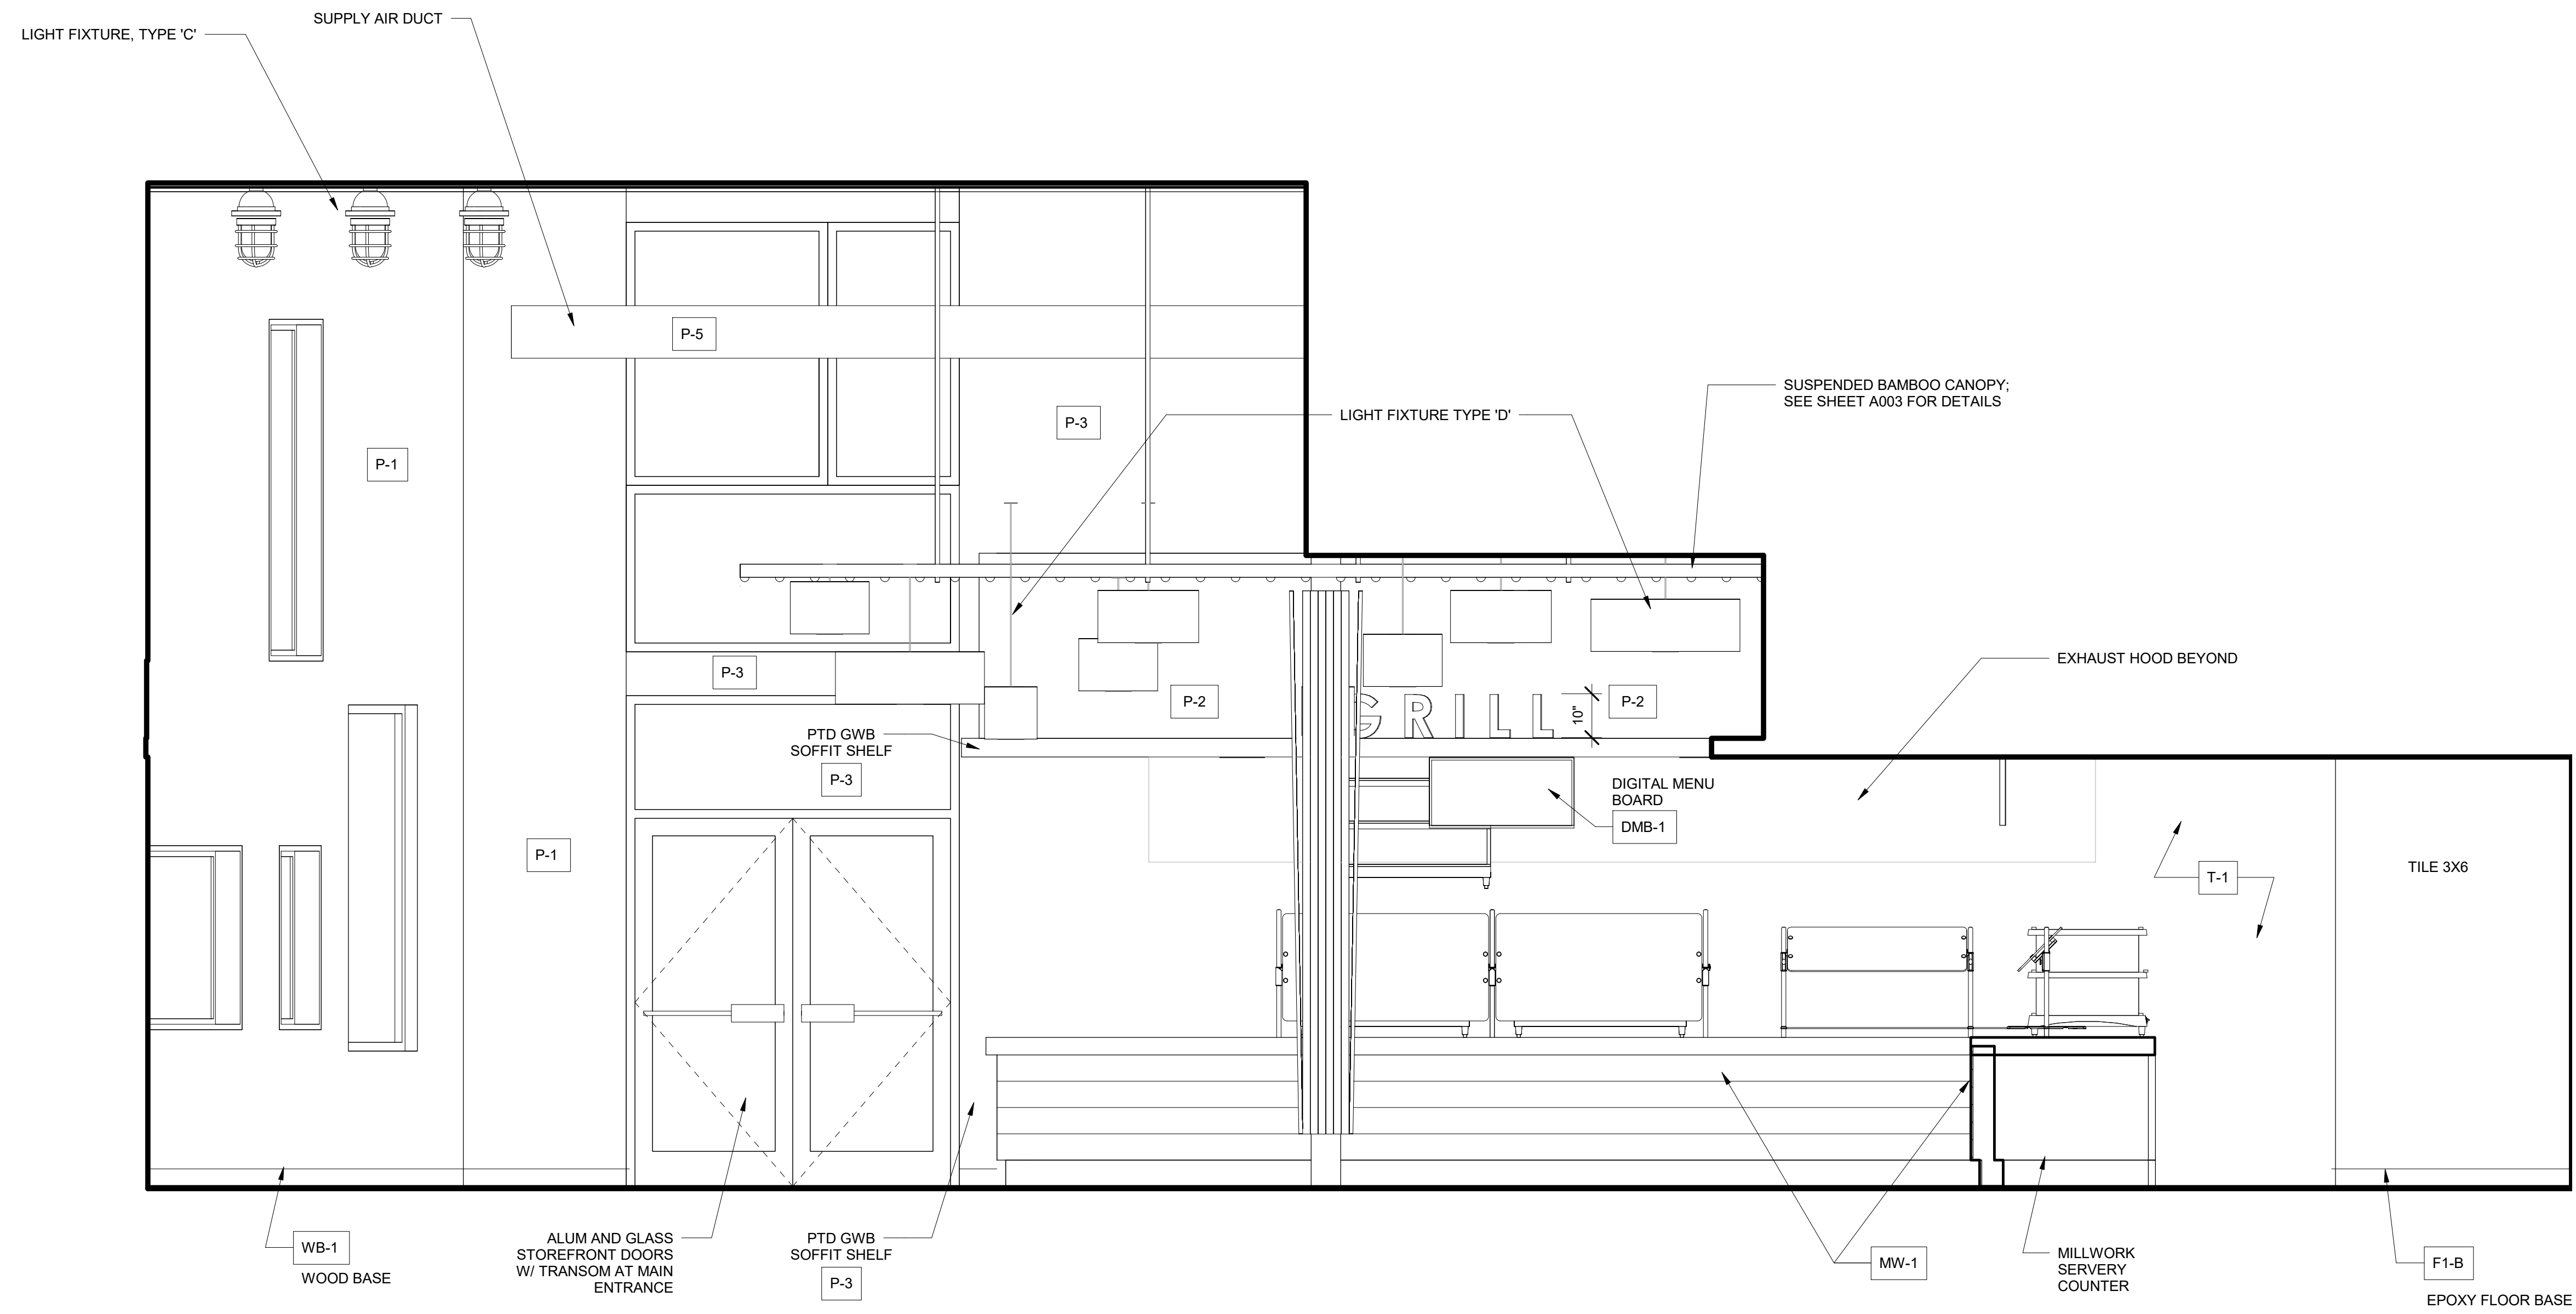 SUPPLY AIR DUCT
LIGHT FIXTURE, TYPE 'C'
P-5
SUSPENDED BAMBOO CANOPY;
SEE SHEET A003 FOR DETAILS
LIGHT FIXTURE TYPE 'D'
P-3
P-1
EXHAUST HOOD BEYOND
P-3
P-2
GRILL
10"
P-2
PTD GWB
SOFFIT SHELF
P-3
DIGITAL MENU
BOARD
DMB-1
P-1
T-1
TILE 3X6
WB-1
WOOD BASE
ALUM AND GLASS
STOREFRONT DOORS
W/ TRANSOM AT MAIN
ENTRANCE
PTD GWB
SOFFIT SHELF
P-3
MW-1
MILLWORK
SERVERY
COUNTER
F1-B
EPOXY FLOOR BASE